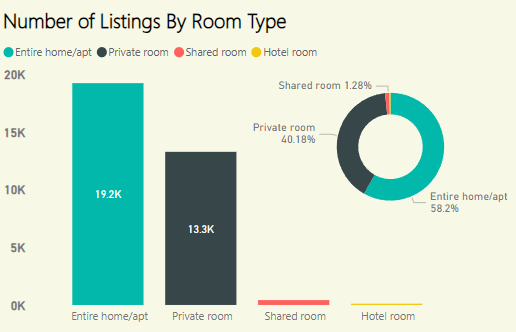 Number of Listings By Room Type
Entire home/apt Private room Shared room Hotel room
20K
15K
10K
5K
0K
19.2K
13.3K
Entire home/apt Private room Shared room Hotel room
Shared room 1.28%
Private room
40.18%
Entire home/apt
58.2%